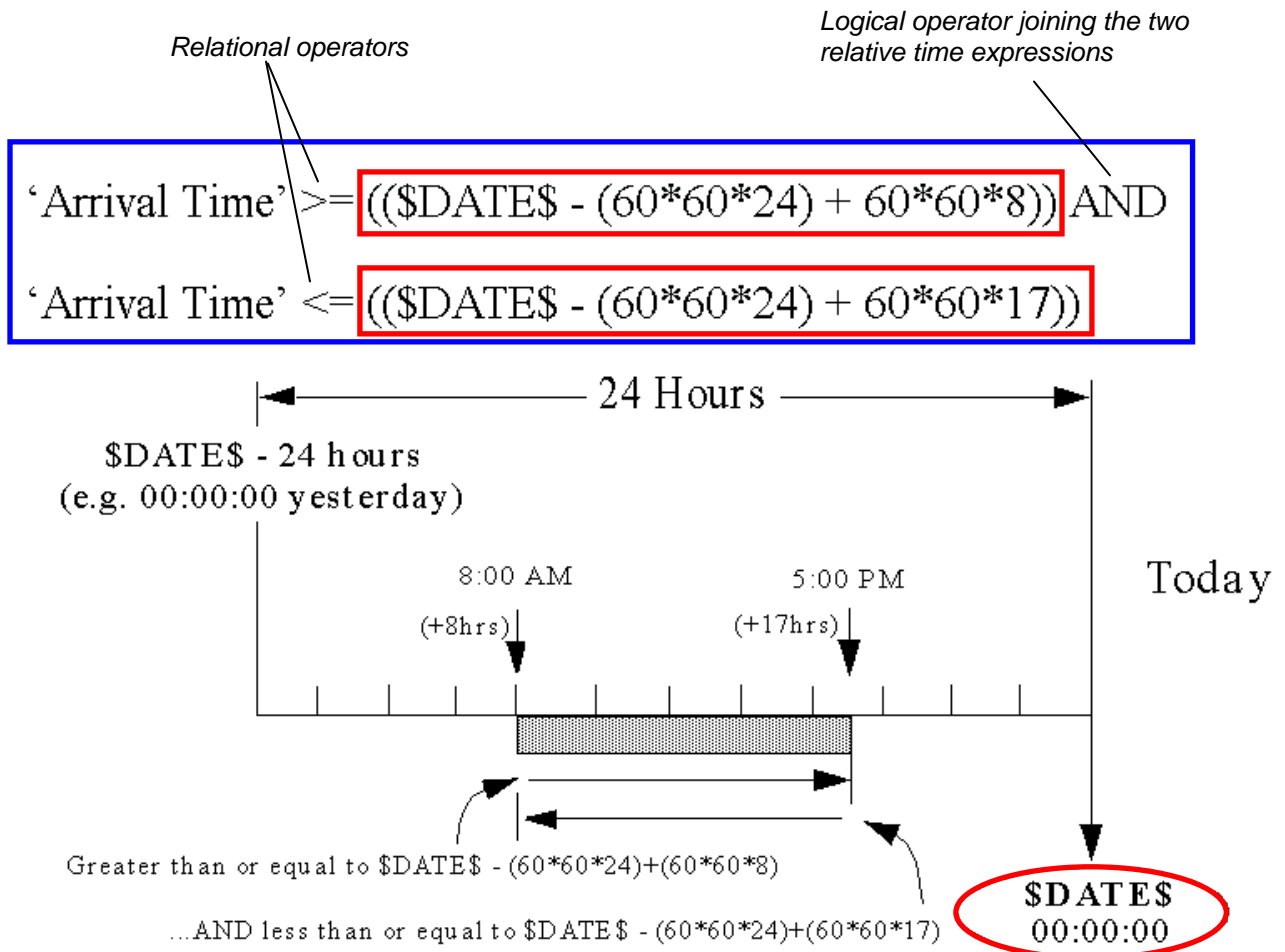 Relational operators
Logical operator joining the two
relative time expressions
‘Arrival Time’ >= (($DATE$ - (60*60*24) + 60*60*8)) AND
‘Arrival Time’ <= (($DATE$ - (60*60*24) + 60*60*17))
24 Hours
$DATE$ - 24 hours
(e.g. 00:00:00 yesterday)
8:00 AM
5:00 PM
Today
(+8hrs)
(+17hrs)
Greater than or equal to $DATE$ - (60*60*24)+(60*60*8)
...AND less than or equal to $DATE$ - (60*60*24)+(60*60*17)
$DATE$
00:00:00